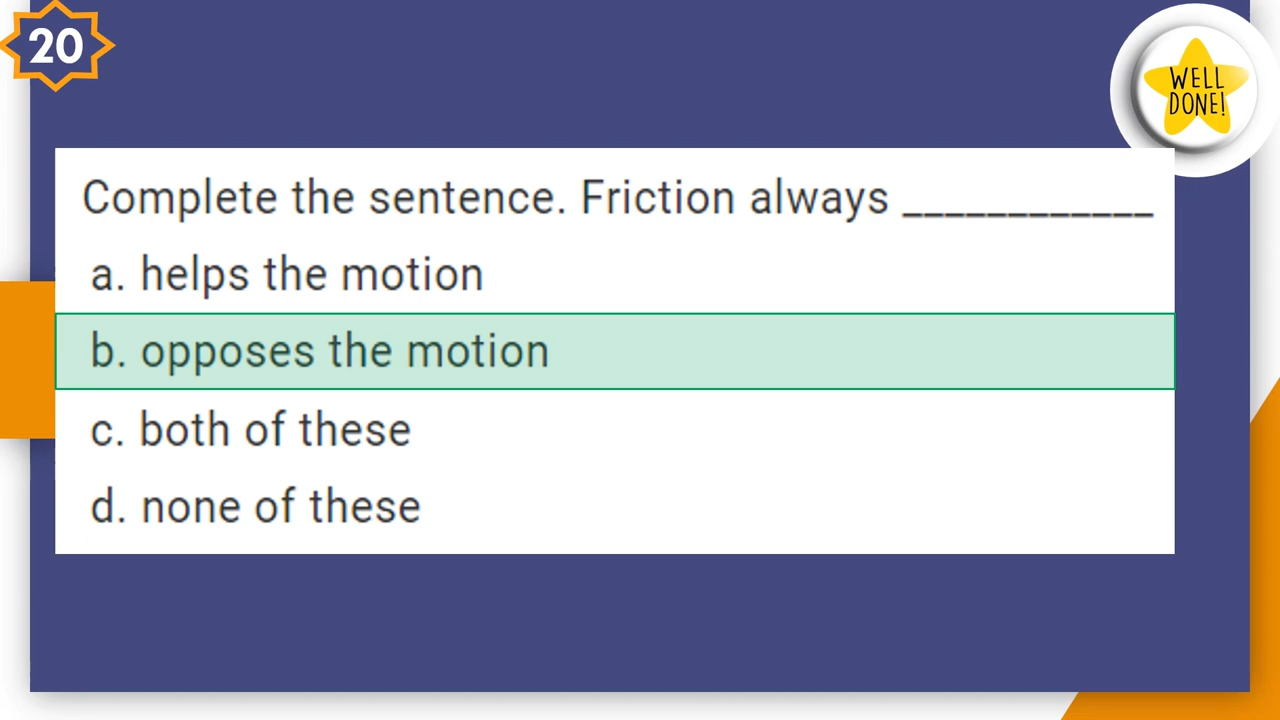 20
WELL
DONE!
Complete the sentence. Friction always ____________
a. helps the motion
b. opposes the motion
c. both of these
d. none of these